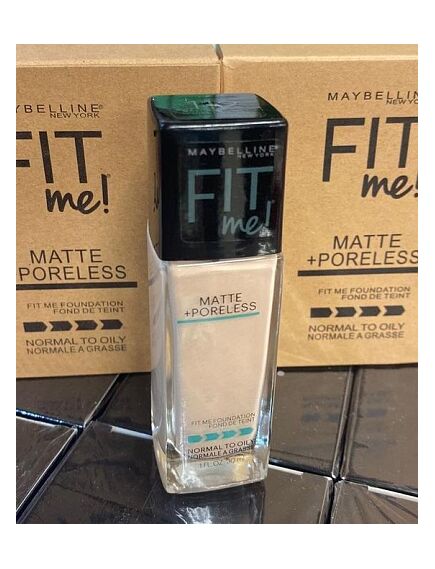 MAYBELLINE
NEW YORK
FIT
me!
MATTE
+PORELESS
FIT ME FOUNDATION
FOND DE TEINT
NORMAL TO OILY
NORMALE A GRASSE
MAYBELLINE
NEW YORK
FIT
me!
MATTE
+PORELESS
FIT ME FOUNDATION
FOND DE TEINT
NORMAL TO OILY
NORMALE A GRASSE
1 FL.OZ.
MAYBELLIN
NEW YO
FIT
me!
MATTE
+PORELESS
FIT ME FOUNDATION
FOND DE TEINT
NORMAL TO OILY
NORMALE A GRASSE